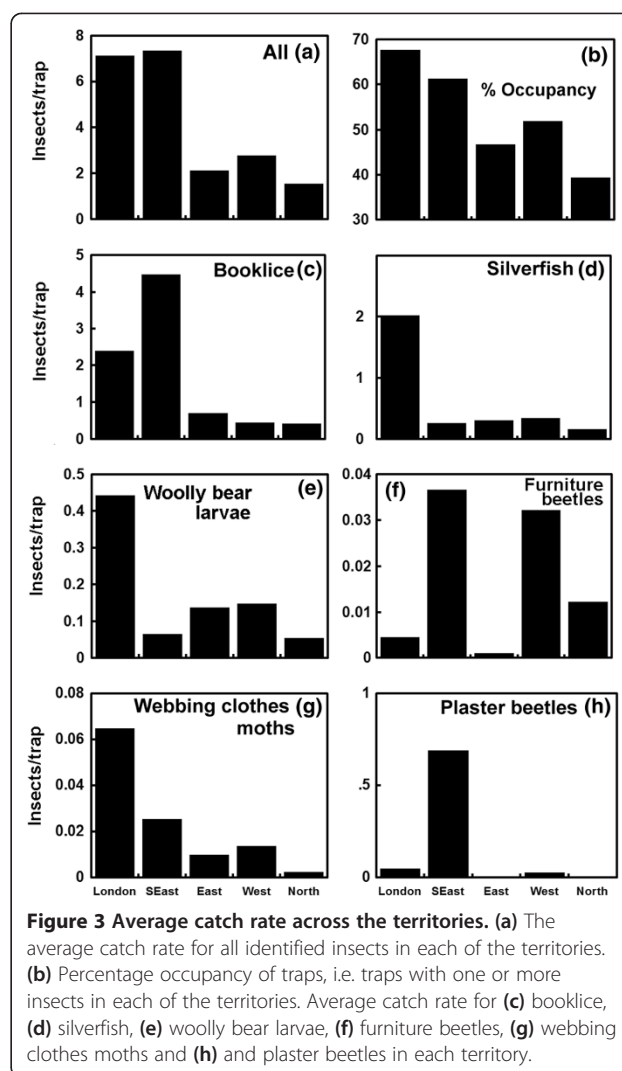 All (a)
Insects/trap
8
6
4
2
0
(b)
% Occupancy
70
60
50
40
30
Booklice (c)
Insects/trap
5
4
3
2
1
0
Silverfish (d)
2
1
0
Woolly bear (e)
larvae
Insects/trap
0.5
0.4
0.3
0.2
0.1
0
(f) Furniture
beetles
0.04
0.03
0.02
0.01
0
Webbing clothes (g)
moths
Insects/trap
0.08
0.06
0.04
0.02
0
London SEast East West North
Plaster beetles (h)
1
.5
0
London SEast East West North
Figure 3 Average catch rate across the territories. (a) The
average catch rate for all identified insects in each of the territories.
(b) Percentage occupancy of traps, i.e. traps with one or more
insects in each of the territories. Average catch rate for (c) booklice,
(d) silverfish, (e) woolly bear larvae, (f) furniture beetles, (g) webbing
clothes moths and (h) and plaster beetles in each territory.